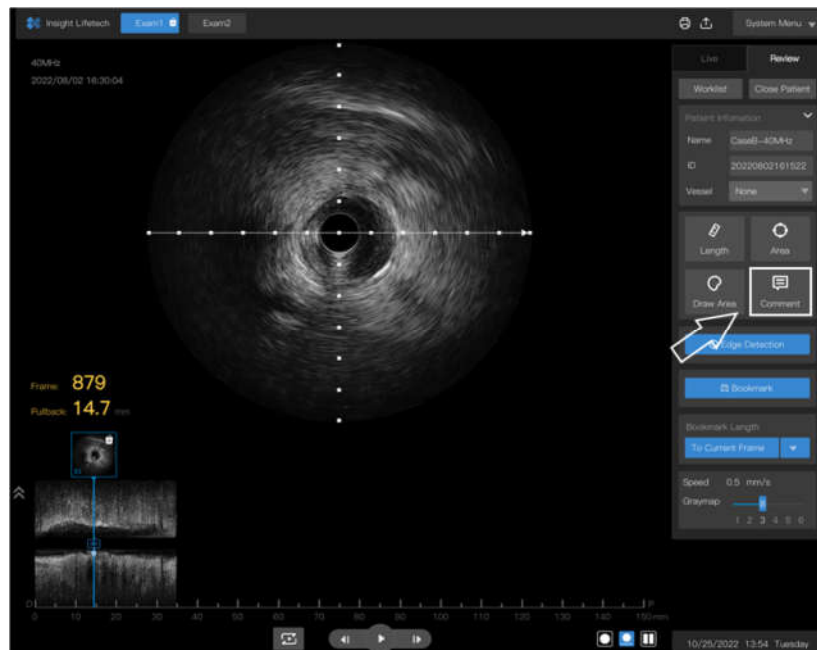 Insight Lifetech Exam1 Exam2 System Menu
40MHz
2022/08/02 16:30:04
Live Review
Worklist Close Patient
Patient Infomation
Name CaseB-40MHz
ID 20220802161522
Vessel None
Length Area
Draw Area Comment
Edge Detection
Bookmark
Bookmark Length
To Current Frame
Speed 0.5 mm/s
Graymap
1 2 3 4 5 6
Frame: 879
Pullback: 14.7 mm
D P
0 10 20 30 40 50 60 70 80 90 100 110 120 130 140 150 mm
10/25/2022 13:54 Tuesday